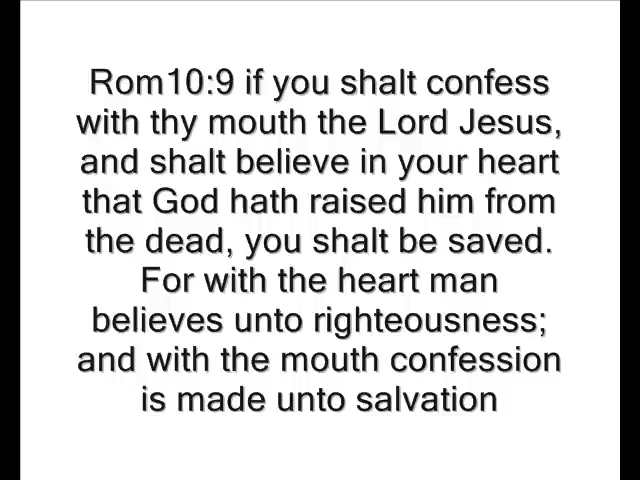 Rom10:9 if you shalt confess
with thy mouth the Lord Jesus,
and shalt believe in your heart
that God hath raised him from
the dead, you shalt be saved.
For with the heart man
believes unto righteousness;
and with the mouth confession
is made unto salvation